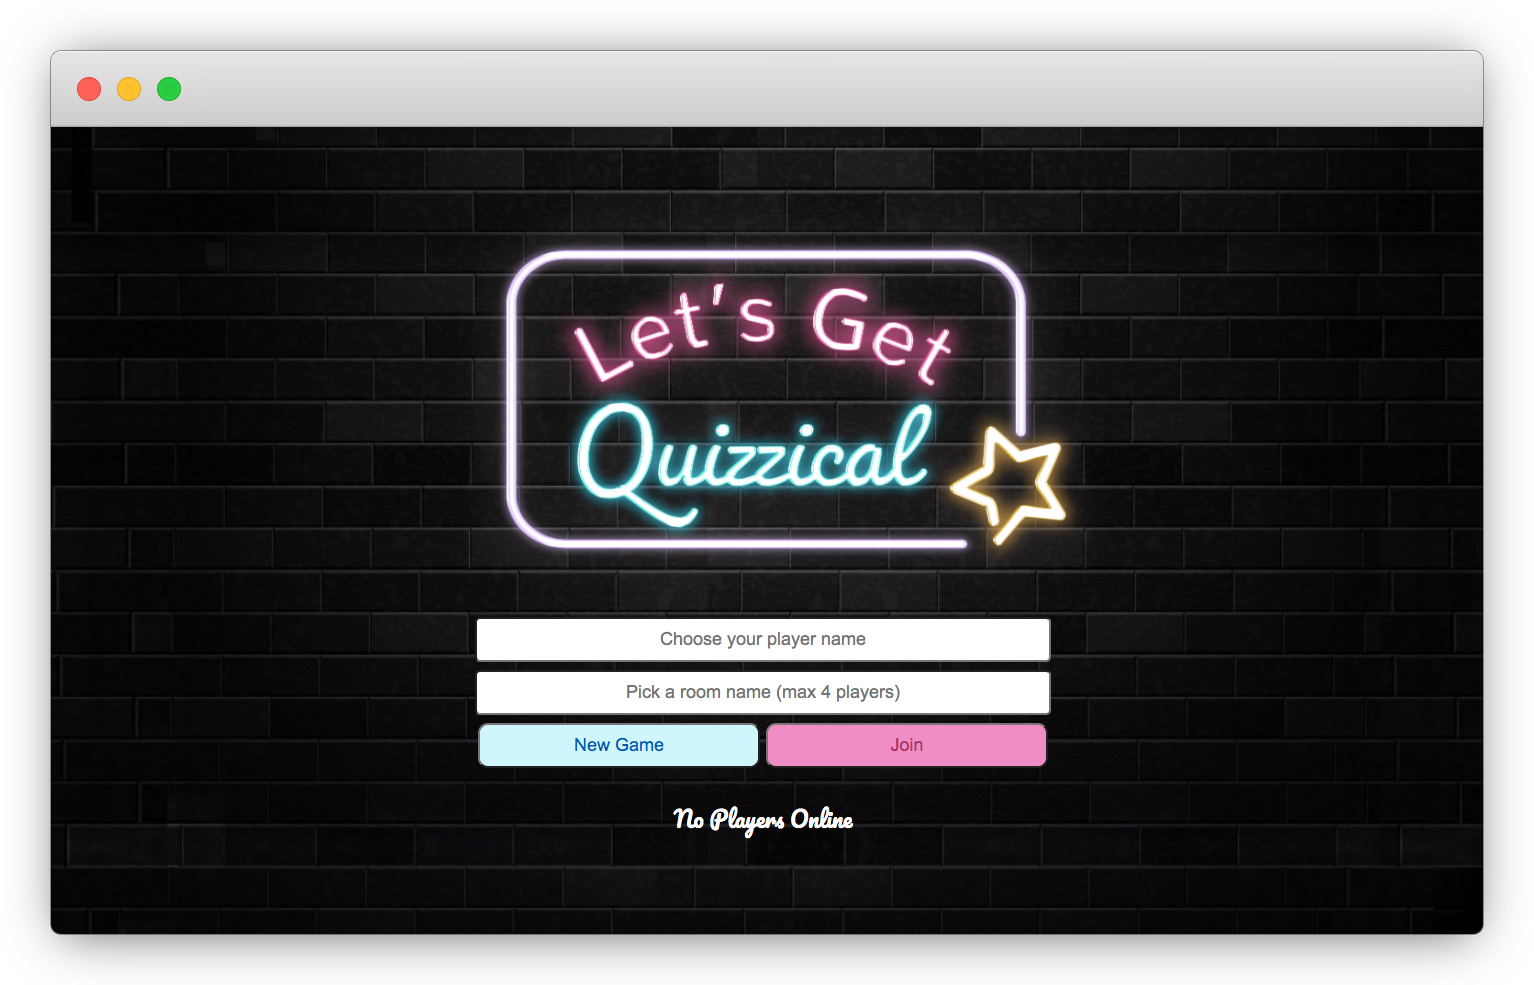 Let's Get
Quizzical
Choose your player name
Pick a room name (max 4 players)
New Game
Join
No Players Online